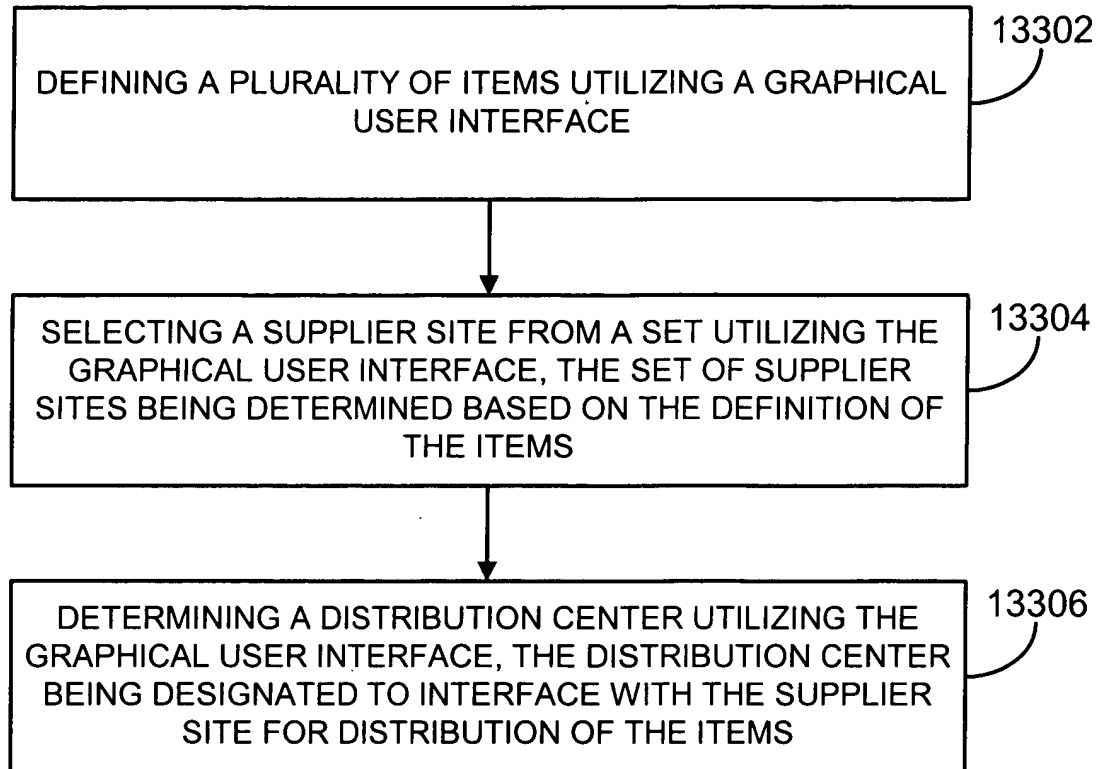 13302
DEFINING A PLURALITY OF ITEMS UTILIZING A GRAPHICAL
USER INTERFACE
13304
SELECTING A SUPPLIER SITE FROM A SET UTILIZING THE
GRAPHICAL USER INTERFACE, THE SET OF SUPPLIER
SITES BEING DETERMINED BASED ON THE DEFINITION OF
THE ITEMS
13306
DETERMINING A DISTRIBUTION CENTER UTILIZING THE
GRAPHICAL USER INTERFACE, THE DISTRIBUTION CENTER
BEING DESIGNATED TO INTERFACE WITH THE SUPPLIER
SITE FOR DISTRIBUTION OF THE ITEMS